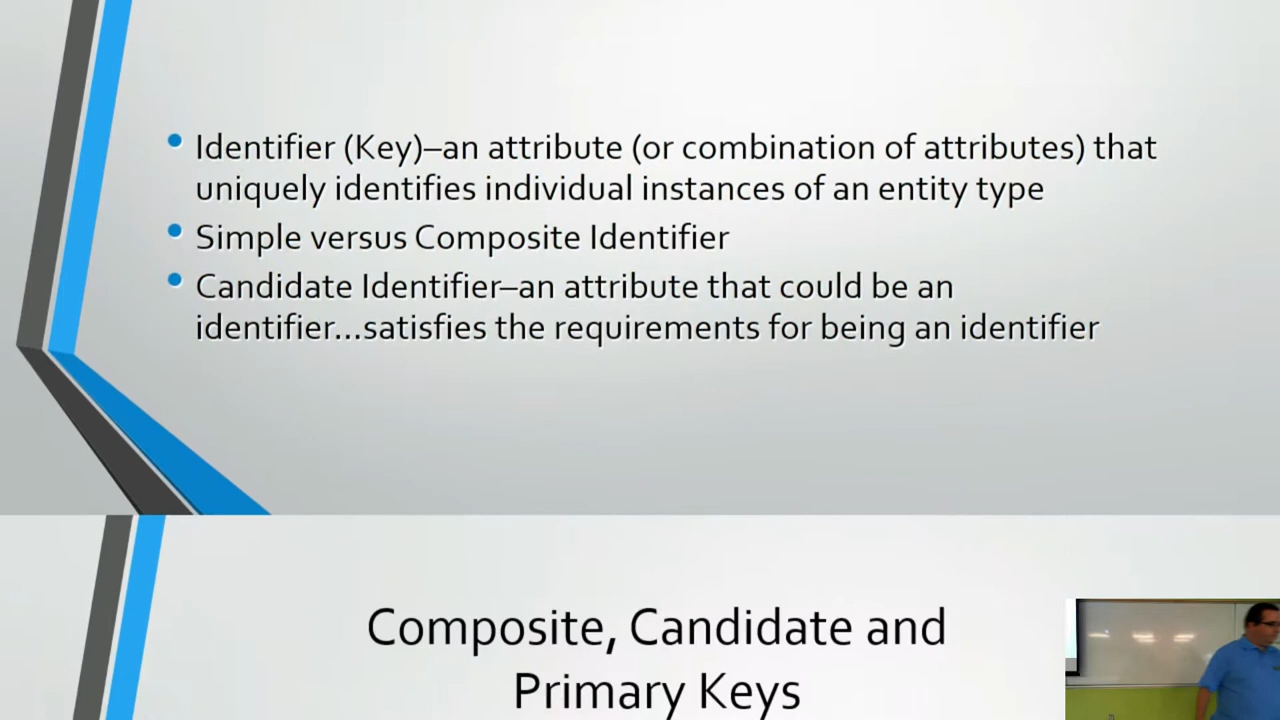 Identifier (Key)–an attribute (or combination of attributes) that
uniquely identifies individual instances of an entity type
Simple versus Composite Identifier
Candidate Identifier–an attribute that could be an
identifier...satisfies the requirements for being an identifier
Composite, Candidate and
Primary Keys